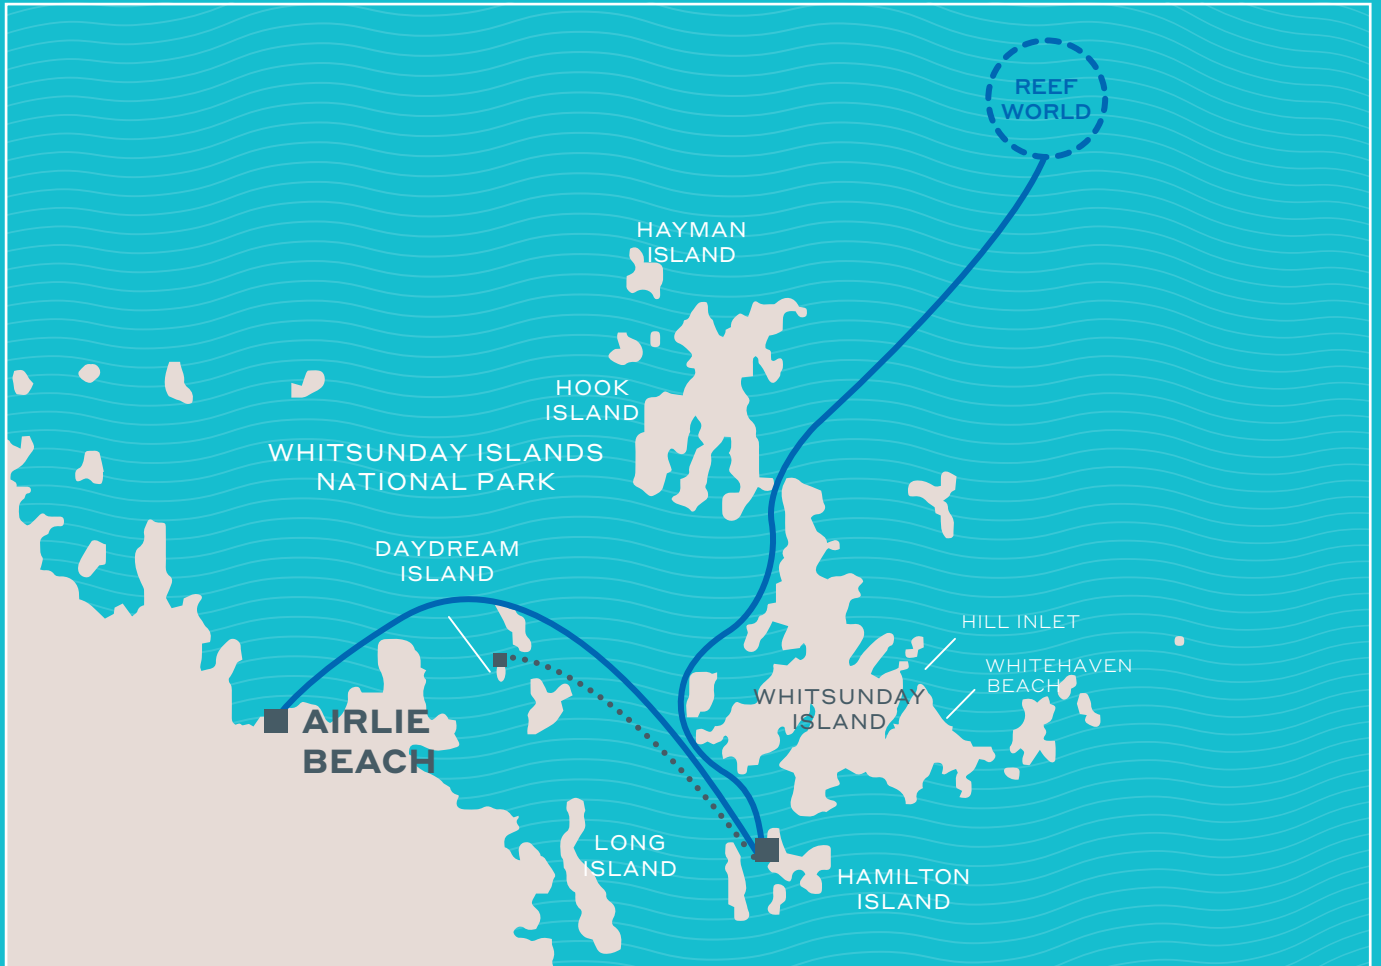 REEF
WORLD
HAYMAN
ISLAND
HOOK
ISLAND
WHITSUNDAY ISLANDS
NATIONAL PARK
DAYDREAM
ISLAND
HILL INLET
WHITEHAVEN
BEACH
WHITSUNDAY
ISLAND
AIRLIE
BEACH
LONG
ISLAND
HAMILTON
ISLAND